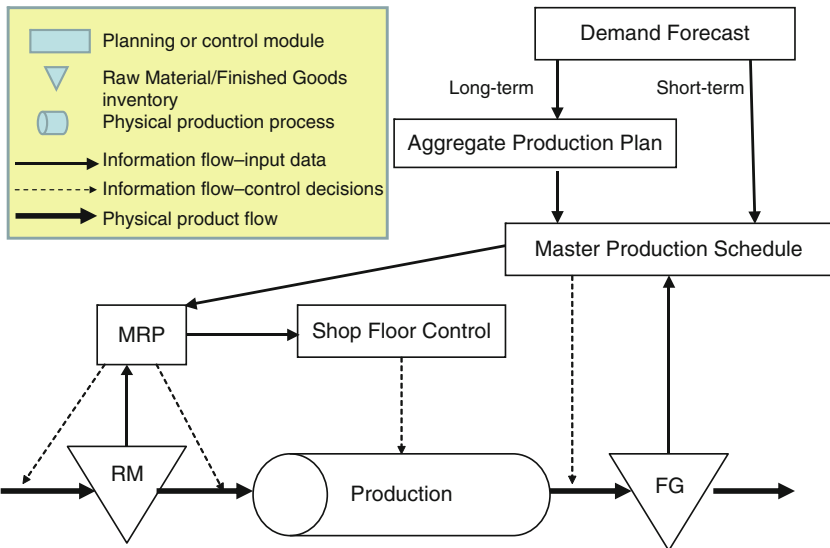 Planning or control module
Raw Material/Finished Goods
inventory
Physical production process
Information flow–input data
Information flow–control decisions
Physical product flow
Demand Forecast
Long-term
Short-term
Aggregate Production Plan
Master Production Schedule
MRP
Shop Floor Control
RM
Production
FG